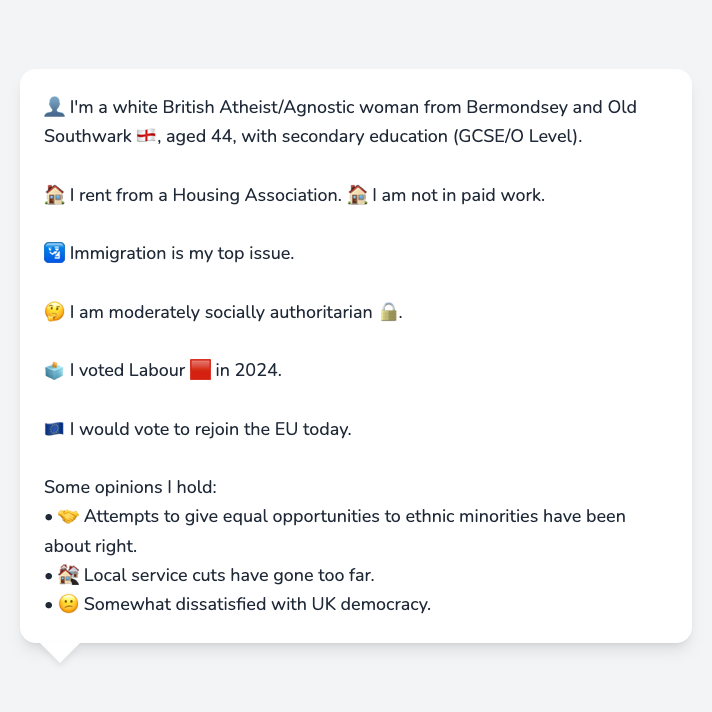 👤 I'm a white British Atheist/Agnostic woman from Bermondsey and Old
Southwark 🏴󠁧󠁢󠁥󠁮󠁧󠁿, aged 44, with secondary education (GCSE/O Level).
🏠 I rent from a Housing Association. 🏠 I am not in paid work.
🛂 Immigration is my top issue.
🤔 I am moderately socially authoritarian 🔒.
🗳️ I voted Labour 🟥 in 2024.
🇪🇺 I would vote to rejoin the EU today.
Some opinions I hold:
• 🤝 Attempts to give equal opportunities to ethnic minorities have been
about right.
• 🏚️ Local service cuts have gone too far.
• 😕 Somewhat dissatisfied with UK democracy.